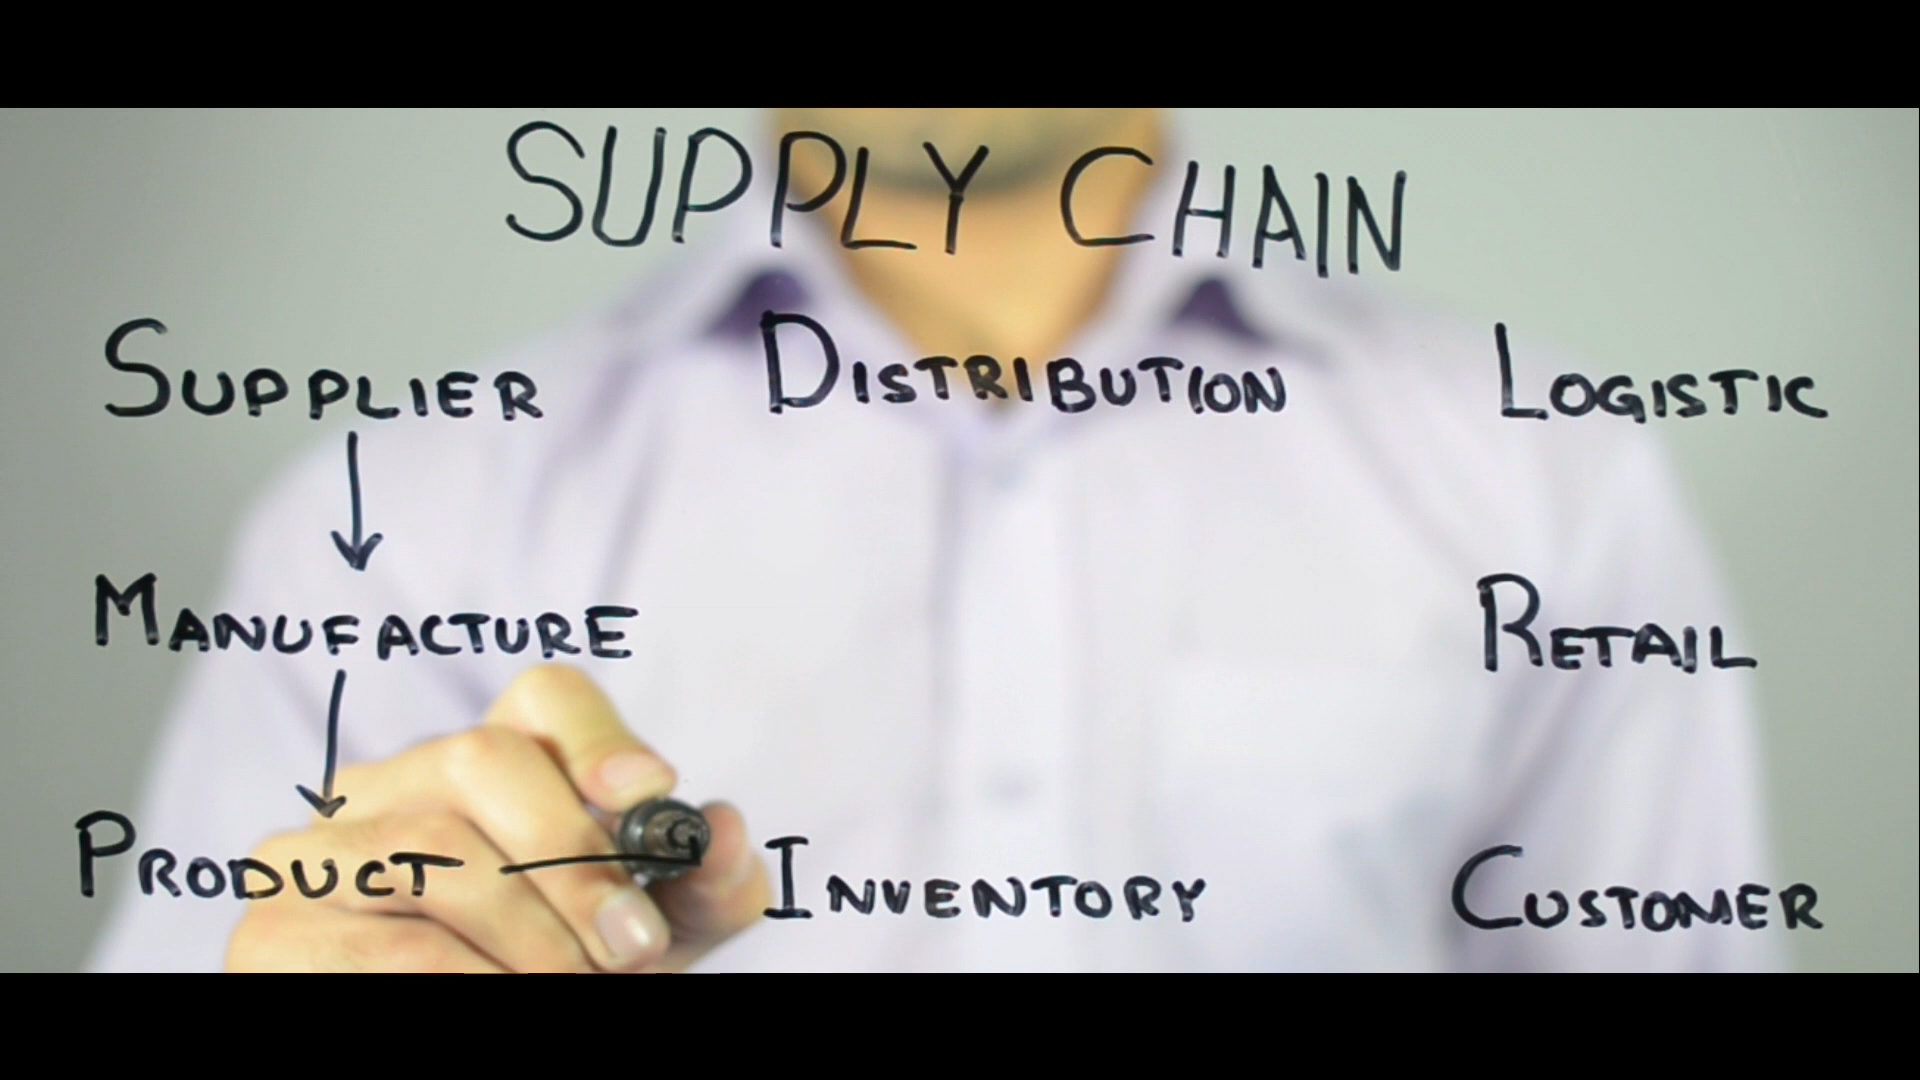 SUPPLY CHAIN
SUPPLIER DISTRIBUTION LOGISTIC
MANUFACTURE RETAIL
PRODUCT INVENTORY CUSTOMER